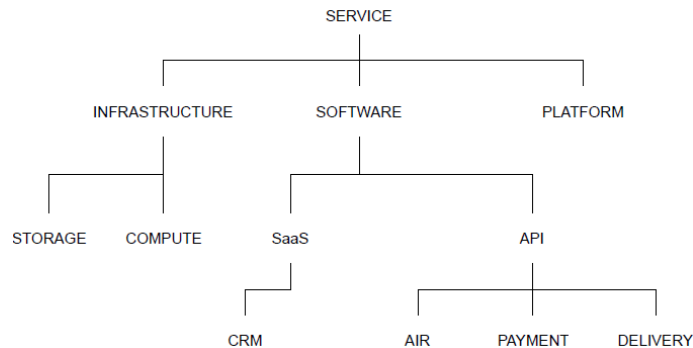 SERVICE
INFRASTRUCTURE SOFTWARE PLATFORM
STORAGE COMPUTE SaaS API
CRM AIR PAYMENT DELIVERY